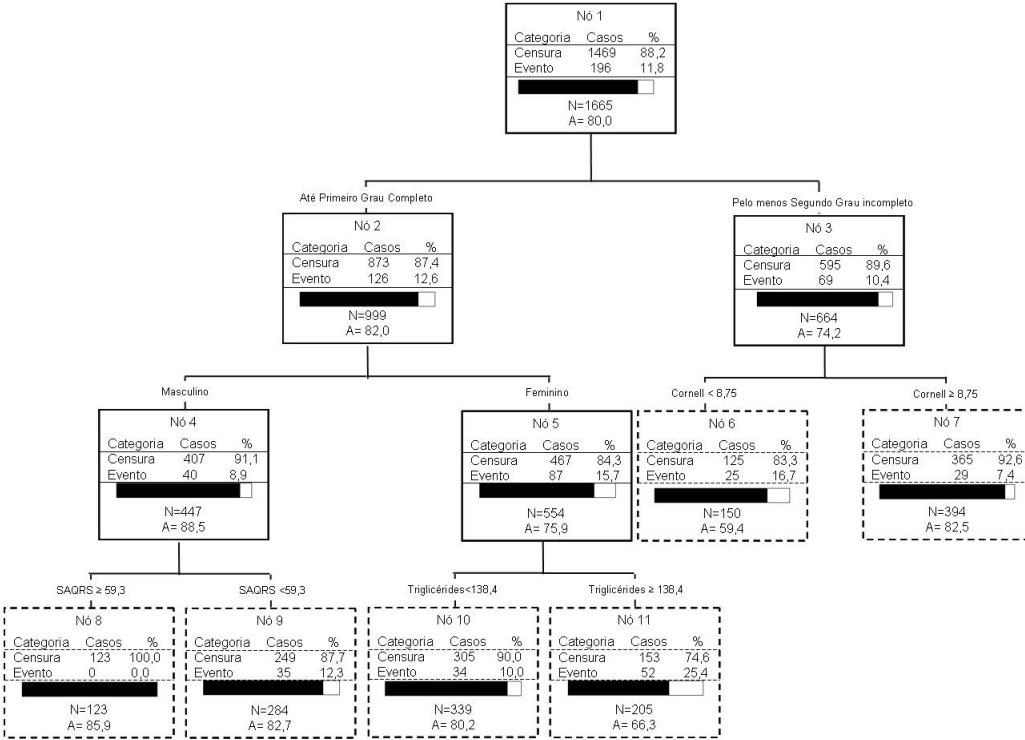 Nó 1
Categoria Casos %
Censura 1469 88,2
Evento 196 11,8
N=1665
A= 80,0
Até Primeiro Grau Completo
Nó 2
Categoria Casos %
Censura 873 87,4
Evento 126 12,6
N=999
A= 82,0
Pelo menos Segundo Grau incompleto
Nó 3
Categoria Casos %
Censura 595 89,6
Evento 69 10,4
N=664
A= 74,2
Masculino
Nó 4
Categoria Casos %
Censura 407 91,1
Evento 40 8,9
N=447
A= 88,5
Feminino
Nó 5
Categoria Casos %
Censura 467 84,3
Evento 87 15,7
N=554
A= 75,9
Cornell < 8,75
Nó 6
Categoria Casos %
Censura 125 83,3
Evento 25 16,7
N=150
A= 59,4
Cornell ≥ 8,75
Nó 7
Categoria Casos %
Censura 365 92,6
Evento 29 7,4
N=394
A= 82,5
SAQRS ≥ 59,3
Nó 8
Categoria Casos %
Censura 123 100,0
Evento 0 0,0
N=123
A= 85,9
SAQRS <59,3
Nó 9
Categoria Casos %
Censura 249 87,7
Evento 35 12,3
N=284
A= 82,7
Triglicérides<138,4
Nó 10
Categoria Casos %
Censura 305 90,0
Evento 34 10,0
N=339
A= 80,2
Triglicérides ≥ 138,4
Nó 11
Categoria Casos %
Censura 153 74,6
Evento 52 25,4
N=205
A= 66,3